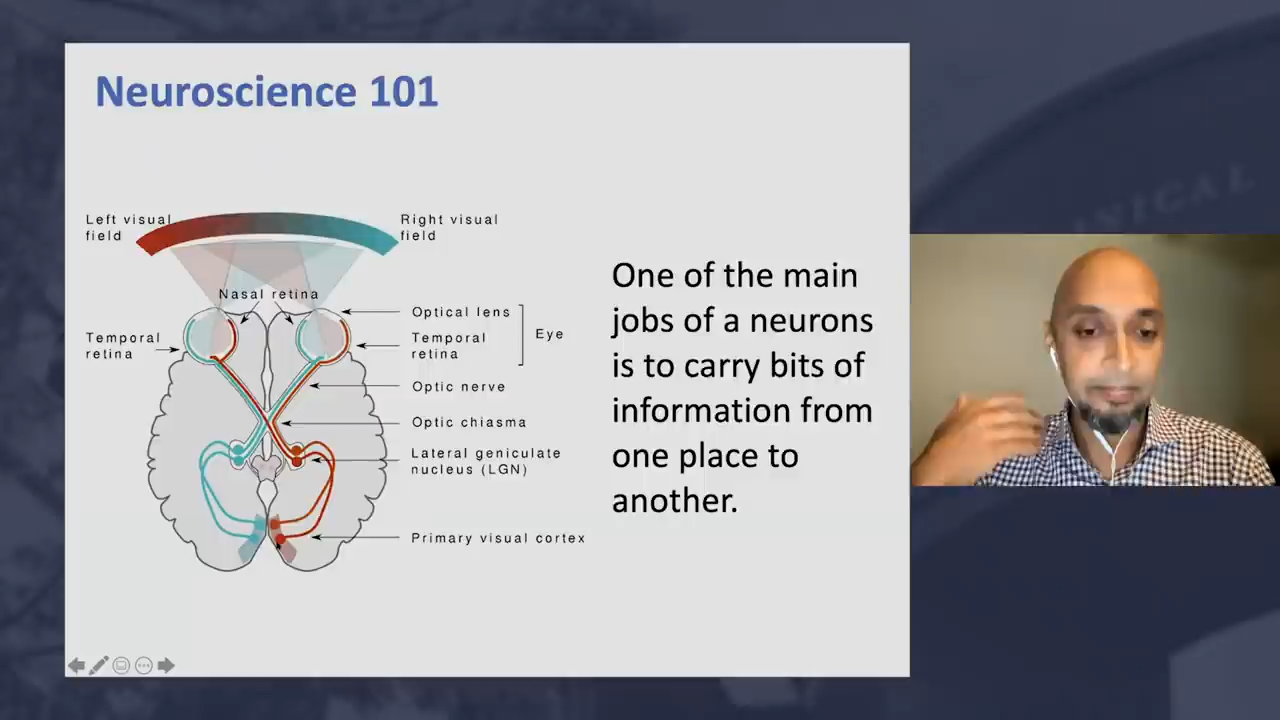 Neuroscience 101
Left visual
field
Right visual
field
Nasal retina
Temporal
retina
Optical lens
Temporal
retina
Eye
Optic nerve
Optic chiasma
Lateral geniculate
nucleus (LGN)
Primary visual cortex
One of the main
jobs of a neurons
is to carry bits of
information from
one place to
another.